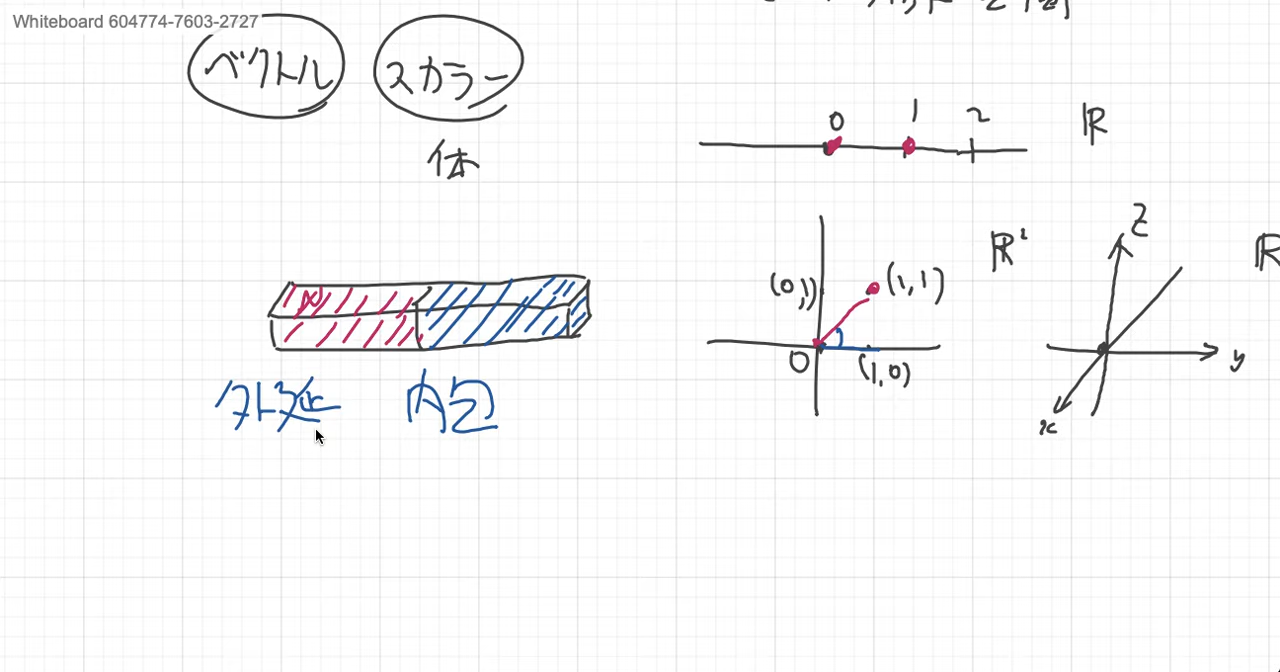 Whiteboard 604774-7603-2727
ベクトル スカラー
体
0 1 2 ℝ
Z
ℝ²
(0,1) (1,1)
O (1,0)
y
x
外延 内包